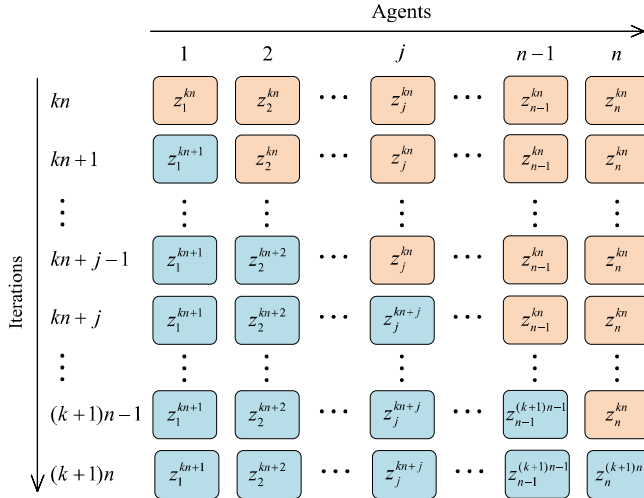 Agents
1 2 j n−1 n
kn z_1^{kn} z_2^{kn} ··· z_j^{kn} ··· z_{n−1}^{kn} z_n^{kn}
kn+1 z_1^{kn+1} z_2^{kn} ··· z_j^{kn} ··· z_{n−1}^{kn} z_n^{kn}
⋮ ⋮ ⋮ ⋮ ⋮ ⋮
kn+j−1 z_1^{kn+1} z_2^{kn+2} ··· z_j^{kn} ··· z_{n−1}^{kn} z_n^{kn}
kn+j z_1^{kn+1} z_2^{kn+2} ··· z_j^{kn+j} ··· z_{n−1}^{kn} z_n^{kn}
⋮ ⋮ ⋮ ⋮ ⋮ ⋮
(k+1)n−1 z_1^{kn+1} z_2^{kn+2} ··· z_j^{kn+j} ··· z_{n−1}^{(k+1)n−1} z_n^{kn}
(k+1)n z_1^{kn+1} z_2^{kn+2} ··· z_j^{kn+j} ··· z_{n−1}^{(k+1)n−1} z_n^{(k+1)n}
Iterations